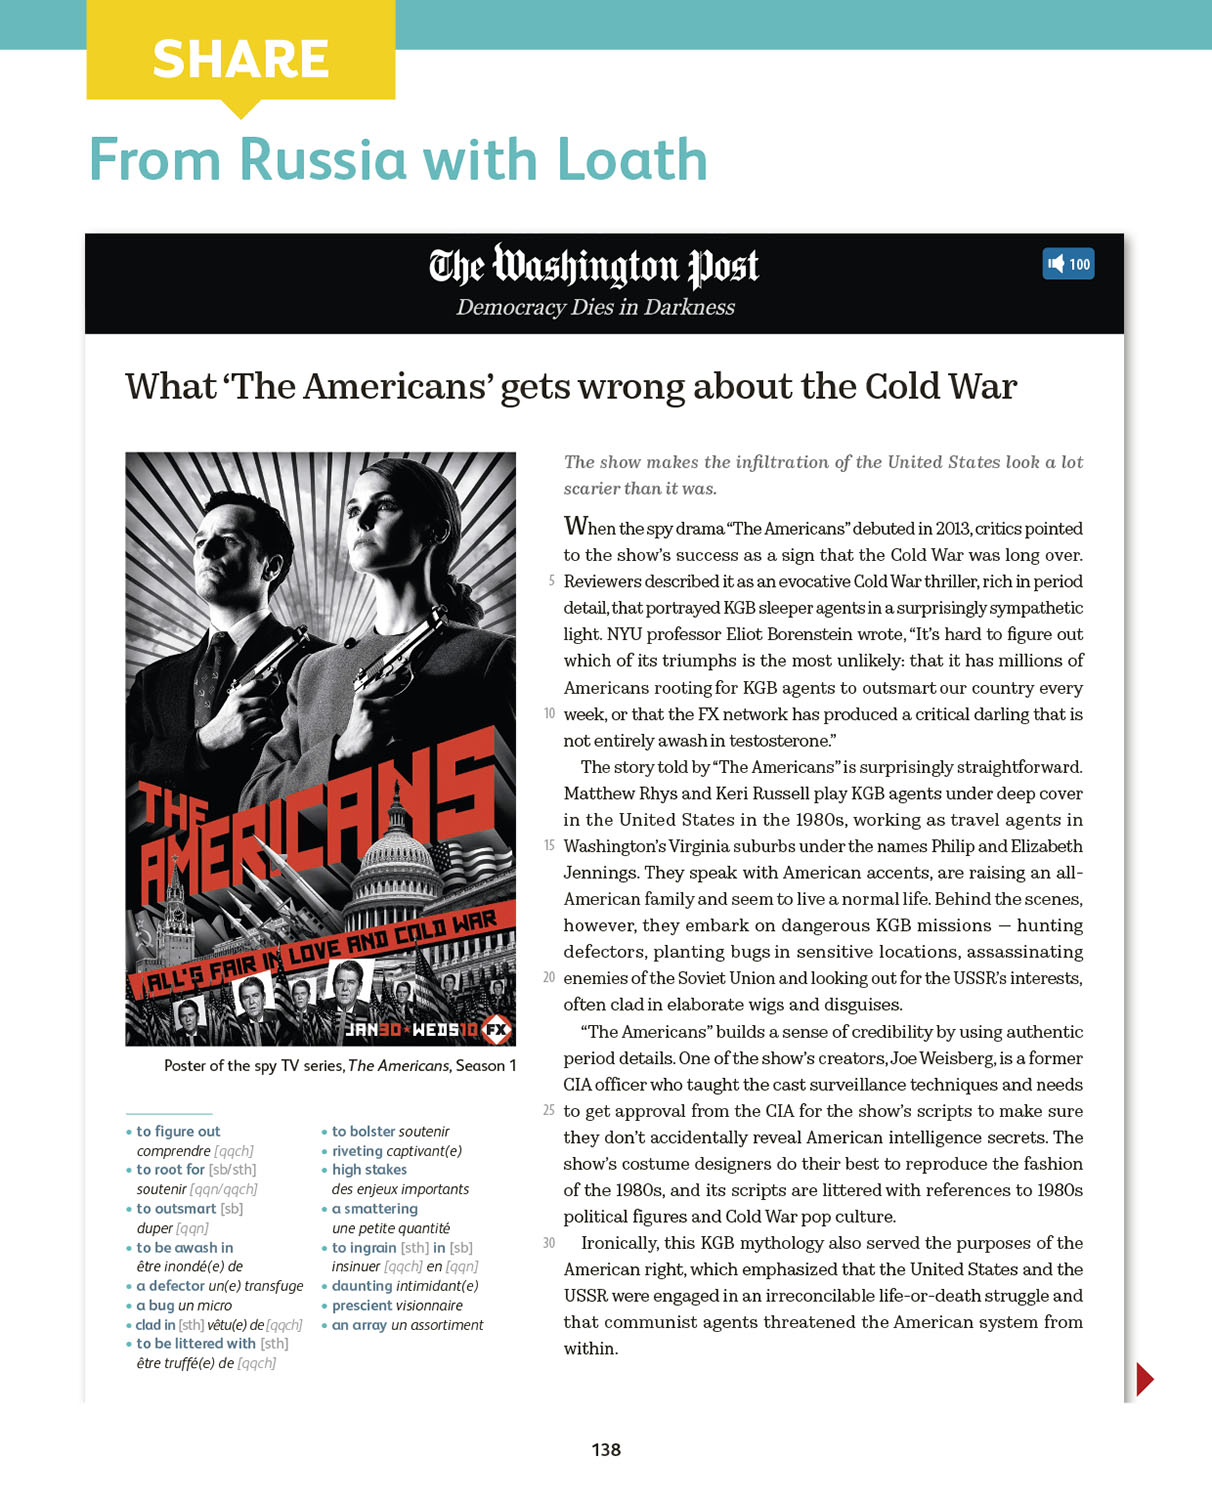 SHARE
From Russia with Loath
The Washington Post
Democracy Dies in Darkness
100
What ‘The Americans’ gets wrong about the Cold War
THE
AMERICANS
ALL'S FAIR IN LOVE AND COLD WAR
JAN30★WEDS10 FX
Poster of the spy TV series, The Americans, Season 1
• to figure out
comprendre [qqch]
• to root for [sb/sth]
soutenir [qqn/qqch]
• to outsmart [sb]
duper [qqn]
• to be awash in
être inondé(e) de
• a defector un(e) transfuge
• a bug un micro
• clad in [sth] vêtu(e) de [qqch]
• to be littered with [sth]
être truffé(e) de [qqch]
• to bolster soutenir
• riveting captivant(e)
• high stakes
des enjeux importants
• a smattering
une petite quantité
• to ingrain [sth] in [sb]
insinuer [qqch] en [qqn]
• daunting intimidant(e)
• prescient visionnaire
• an array un assortiment
The show makes the infiltration of the United States look a lot
scarier than it was.
When the spy drama “The Americans” debuted in 2013, critics pointed
to the show’s success as a sign that the Cold War was long over.
5 Reviewers described it as an evocative Cold War thriller, rich in period
detail, that portrayed KGB sleeper agents in a surprisingly sympathetic
light. NYU professor Eliot Borenstein wrote, “It’s hard to figure out
which of its triumphs is the most unlikely: that it has millions of
Americans rooting for KGB agents to outsmart our country every
10 week, or that the FX network has produced a critical darling that is
not entirely awash in testosterone.”
The story told by “The Americans” is surprisingly straightforward.
Matthew Rhys and Keri Russell play KGB agents under deep cover
in the United States in the 1980s, working as travel agents in
15 Washington’s Virginia suburbs under the names Philip and Elizabeth
Jennings. They speak with American accents, are raising an all-
American family and seem to live a normal life. Behind the scenes,
however, they embark on dangerous KGB missions — hunting
defectors, planting bugs in sensitive locations, assassinating
20 enemies of the Soviet Union and looking out for the USSR’s interests,
often clad in elaborate wigs and disguises.
“The Americans” builds a sense of credibility by using authentic
period details. One of the show’s creators, Joe Weisberg, is a former
CIA officer who taught the cast surveillance techniques and needs
25 to get approval from the CIA for the show’s scripts to make sure
they don’t accidentally reveal American intelligence secrets. The
show’s costume designers do their best to reproduce the fashion
of the 1980s, and its scripts are littered with references to 1980s
political figures and Cold War pop culture.
30 Ironically, this KGB mythology also served the purposes of the
American right, which emphasized that the United States and the
USSR were engaged in an irreconcilable life-or-death struggle and
that communist agents threatened the American system from
within.
138